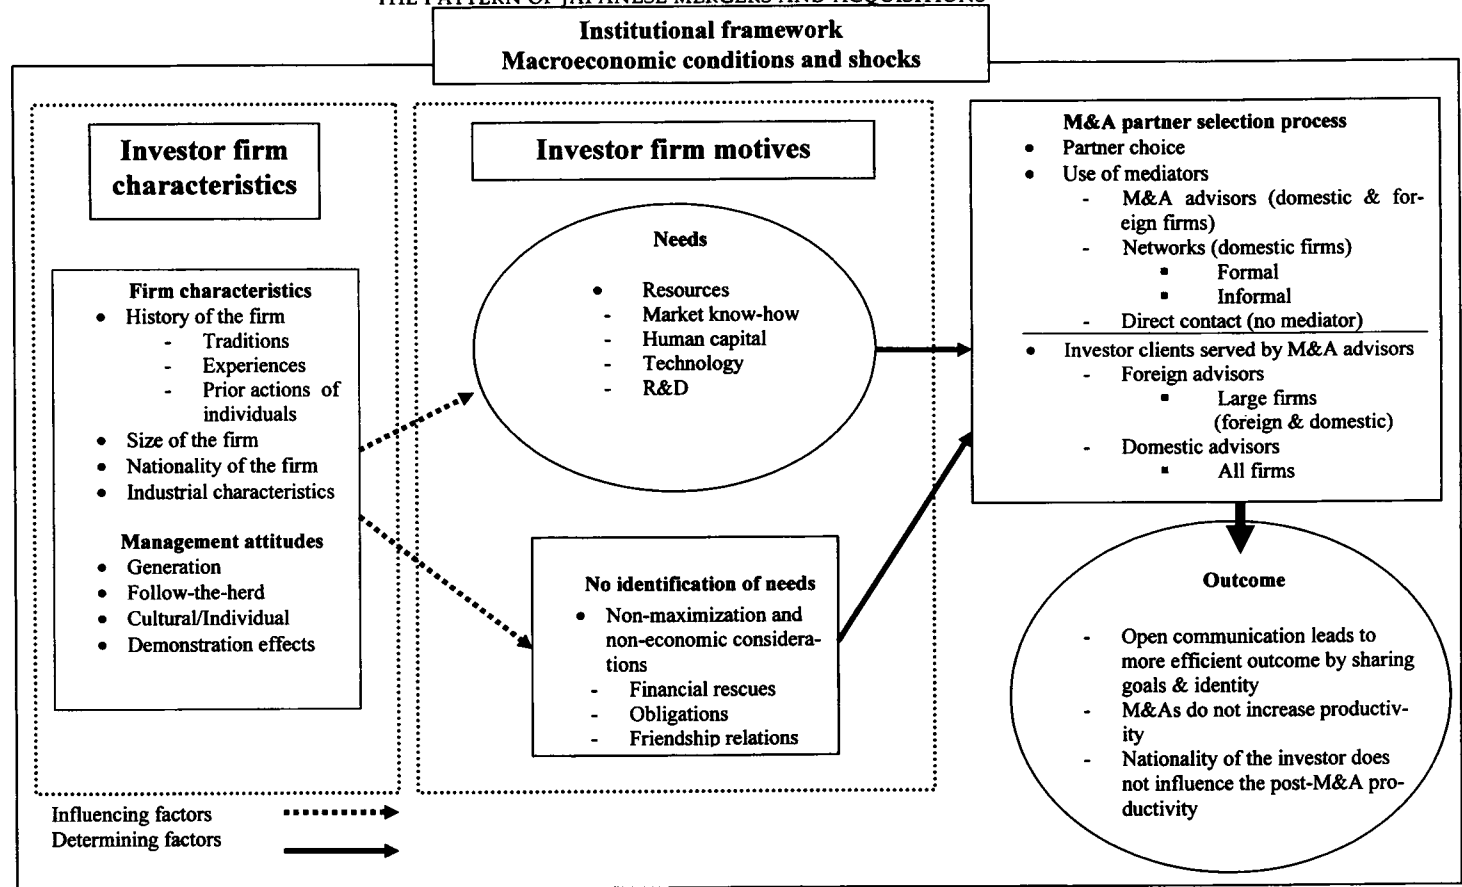 THE PATTERN OF JAPANESE MERGERS AND ACQUISITIONS
Institutional framework
Macroeconomic conditions and shocks
Investor firm
characteristics
Firm characteristics
• History of the firm
- Traditions
- Experiences
- Prior actions of
individuals
• Size of the firm
• Nationality of the firm
• Industrial characteristics
Management attitudes
• Generation
• Follow-the-herd
• Cultural/Individual
• Demonstration effects
Investor firm motives
Needs
• Resources
- Market know-how
- Human capital
- Technology
- R&D
No identification of needs
• Non-maximization and
non-economic considera-
tions
- Financial rescues
- Obligations
- Friendship relations
M&A partner selection process
• Partner choice
• Use of mediators
- M&A advisors (domestic & for-
eign firms)
- Networks (domestic firms)
▪ Formal
▪ Informal
- Direct contact (no mediator)
• Investor clients served by M&A advisors
- Foreign advisors
▪ Large firms
(foreign & domestic)
- Domestic advisors
▪ All firms
Outcome
- Open communication leads to
more efficient outcome by sharing
goals & identity
- M&As do not increase productiv-
ity
- Nationality of the investor does
not influence the post-M&A pro-
ductivity
Influencing factors
Determining factors